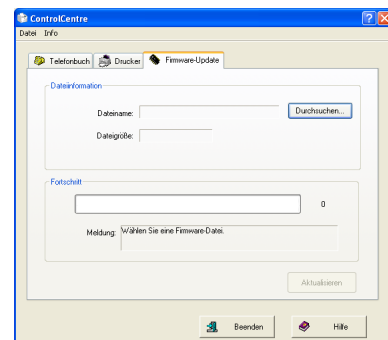 ControlCentre
Datei Info
Telefonbuch Drucker Firmware-Update
Dateiinformation
Dateiname: Durchsuchen...
Dateigröße:
Fortschritt
0
Meldung: Wählen Sie eine Firmware-Datei.
Aktualisieren
Beenden Hilfe